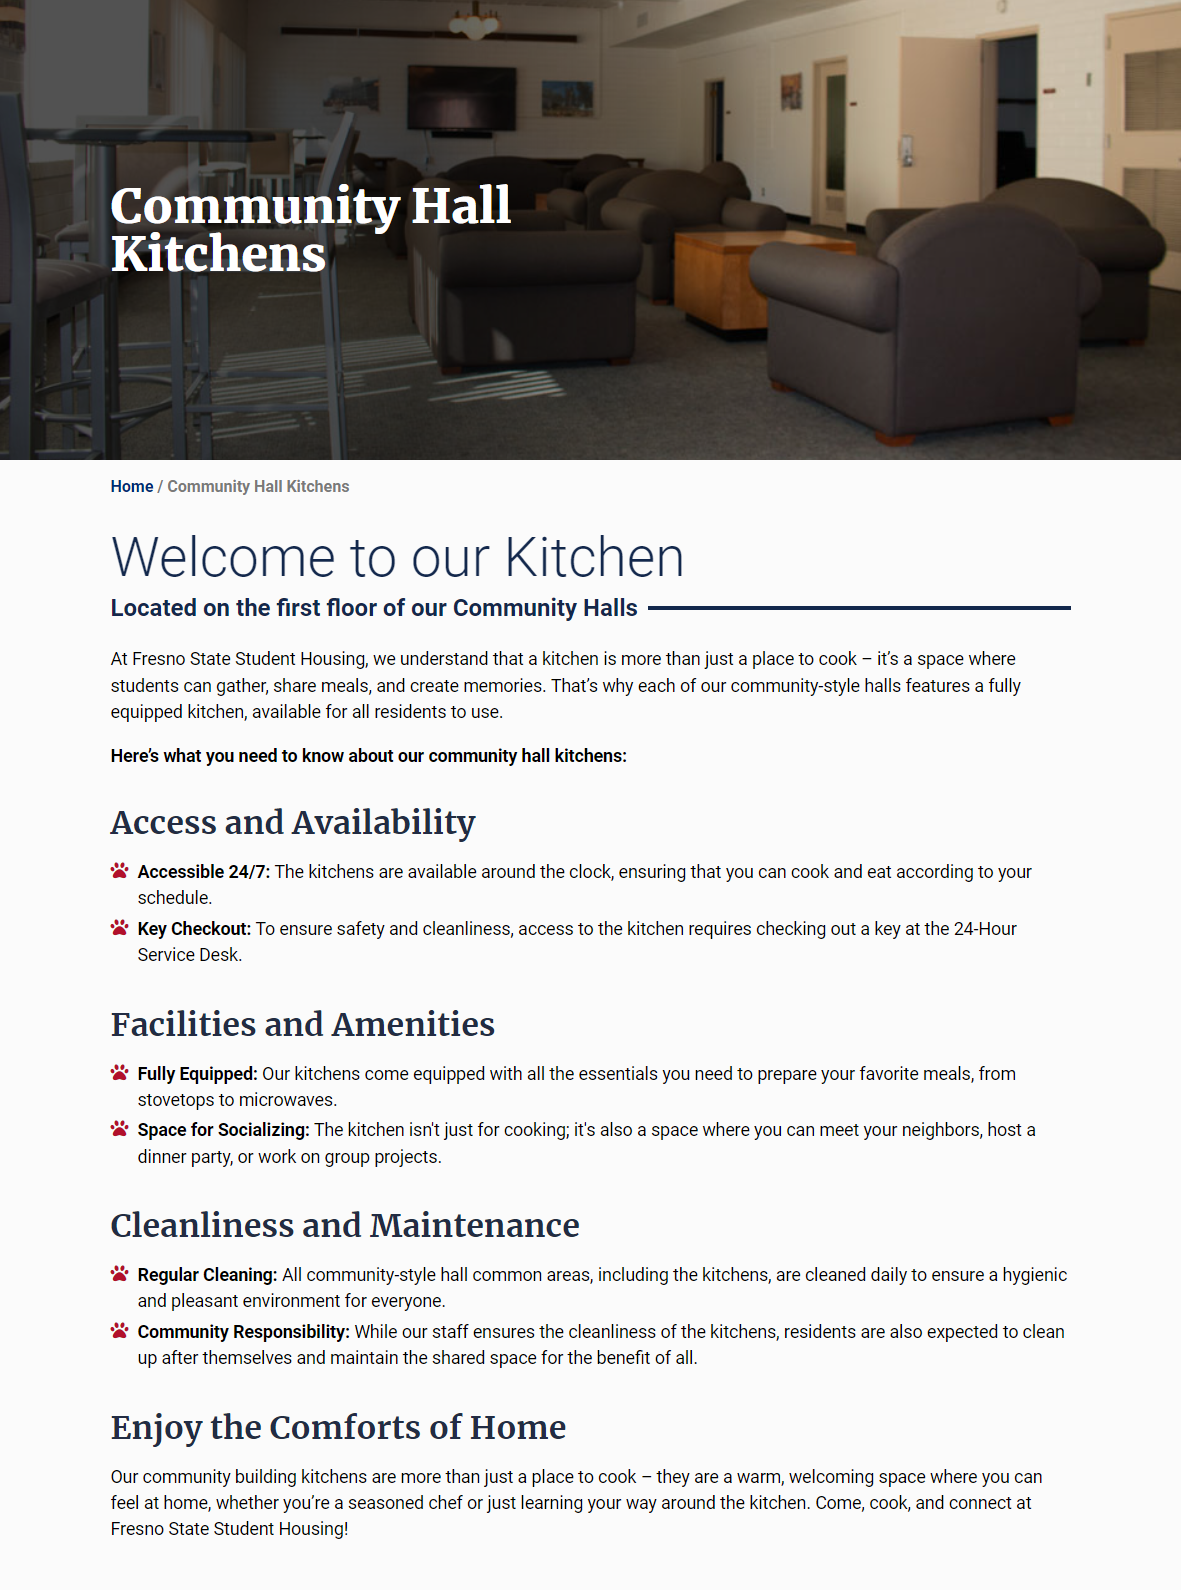 Community Hall
Kitchens
Home / Community Hall Kitchens
Welcome to our Kitchen
Located on the first floor of our Community Halls
At Fresno State Student Housing, we understand that a kitchen is more than just a place to cook – it’s a space where
students can gather, share meals, and create memories. That’s why each of our community-style halls features a fully
equipped kitchen, available for all residents to use.
Here’s what you need to know about our community hall kitchens:
Access and Availability
Accessible 24/7: The kitchens are available around the clock, ensuring that you can cook and eat according to your
schedule.
Key Checkout: To ensure safety and cleanliness, access to the kitchen requires checking out a key at the 24-Hour
Service Desk.
Facilities and Amenities
Fully Equipped: Our kitchens come equipped with all the essentials you need to prepare your favorite meals, from
stovetops to microwaves.
Space for Socializing: The kitchen isn't just for cooking; it's also a space where you can meet your neighbors, host a
dinner party, or work on group projects.
Cleanliness and Maintenance
Regular Cleaning: All community-style hall common areas, including the kitchens, are cleaned daily to ensure a hygienic
and pleasant environment for everyone.
Community Responsibility: While our staff ensures the cleanliness of the kitchens, residents are also expected to clean
up after themselves and maintain the shared space for the benefit of all.
Enjoy the Comforts of Home
Our community building kitchens are more than just a place to cook – they are a warm, welcoming space where you can
feel at home, whether you’re a seasoned chef or just learning your way around the kitchen. Come, cook, and connect at
Fresno State Student Housing!